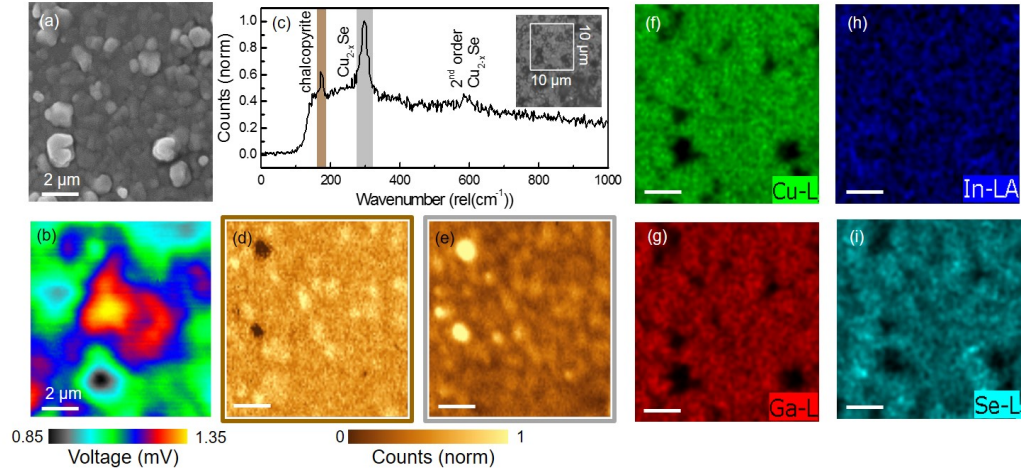 (a)
2 μm
(b)
2 μm
0.85
1.35
Voltage (mV)
(c)
Counts (norm)
1.0
0.8
0.6
0.4
0.2
0.0
chalcopyrite
Cu2-xSe
2nd order
Cu2-xSe
10 μm
10 μm
0
200
400
600
800
1000
Wavenumber (rel(cm-1))
(d)
(e)
0
1
Counts (norm)
(f)
Cu-L
(g)
Ga-L
(h)
In-LA
(i)
Se-L